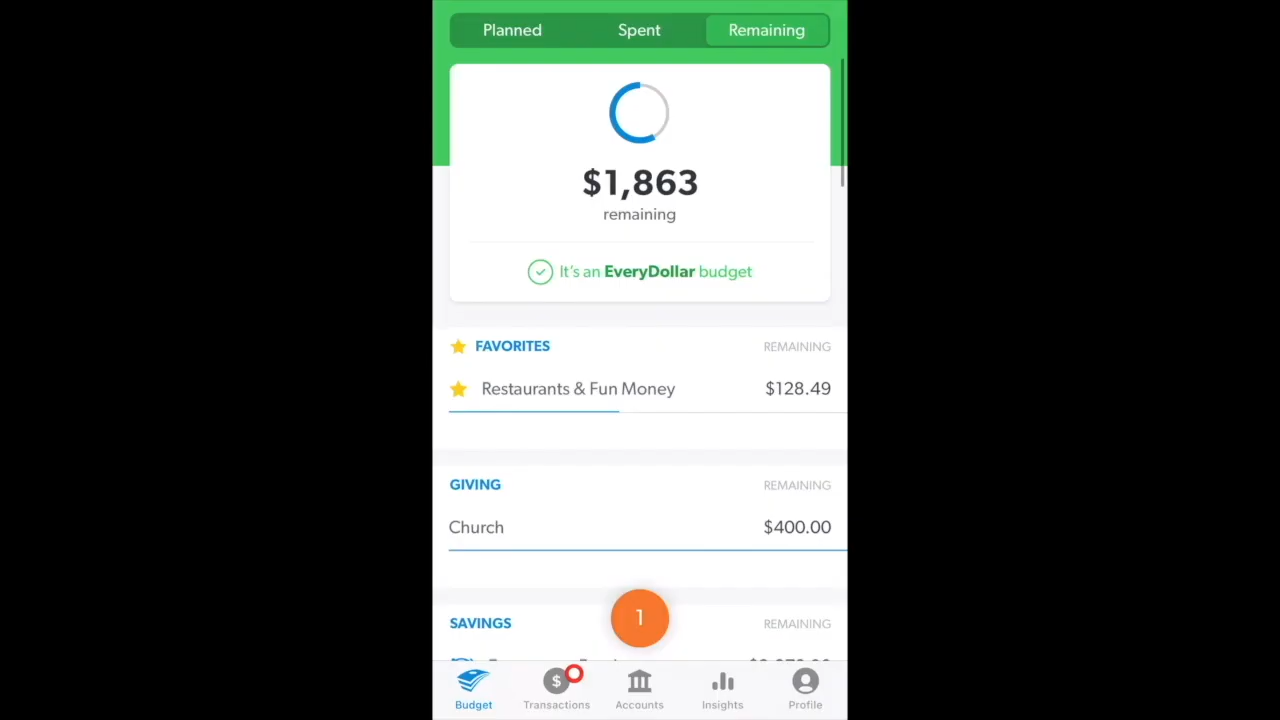 Planned Spent Remaining
$1,863
remaining
It's an EveryDollar budget
FAVORITES REMAINING
Restaurants & Fun Money $128.49
GIVING REMAINING
Church $400.00
1
SAVINGS REMAINING
$
Budget Transactions Accounts Insights Profile